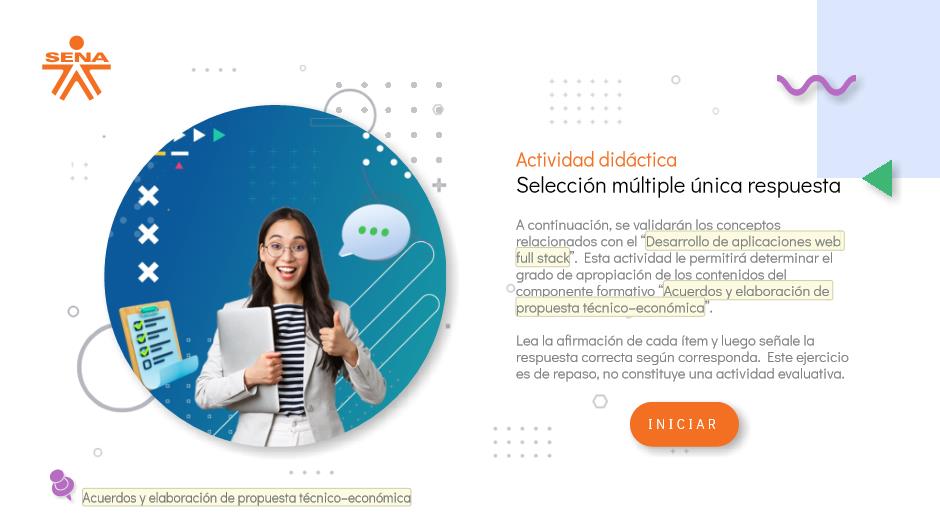 SENA
Actividad didáctica
Selección múltiple única respuesta
A continuación, se validarán los conceptos
relacionados con el “Desarrollo de aplicaciones web
full stack”. Esta actividad le permitirá determinar el
grado de apropiación de los contenidos del
componente formativo “Acuerdos y elaboración de
propuesta técnico-económica”.
Lea la afirmación de cada ítem y luego señale la
respuesta correcta según corresponda. Este ejercicio
es de repaso, no constituye una actividad evaluativa.
INICIAR
Acuerdos y elaboración de propuesta técnico-económica